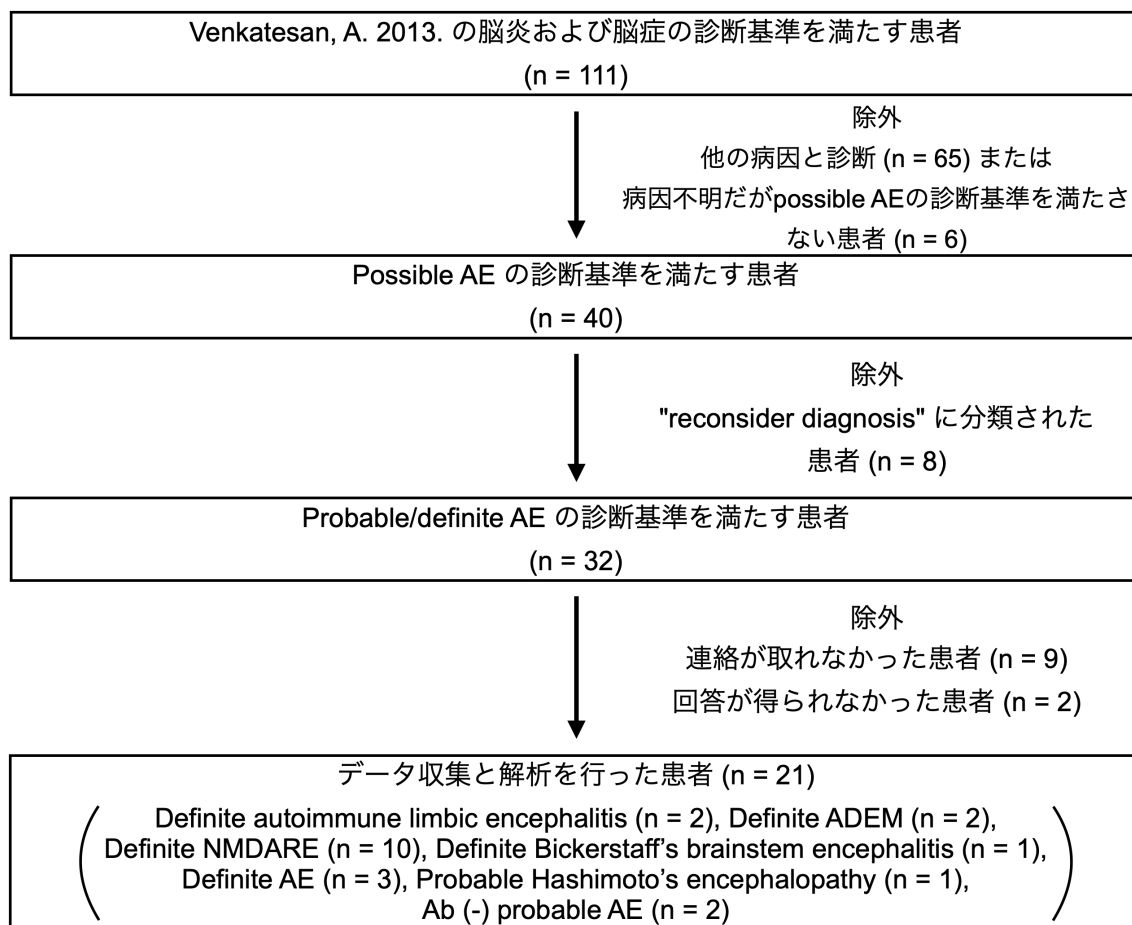 Venkatesan, A. 2013. の脳炎および脳症の診断基準を満たす患者
(n = 111)
除外
他の病因と診断 (n = 65) または
病因不明だがpossible AEの診断基準を満たさ
ない患者 (n = 6)
Possible AE の診断基準を満たす患者
(n = 40)
除外
"reconsider diagnosis" に分類された
患者 (n = 8)
Probable/definite AE の診断基準を満たす患者
(n = 32)
除外
連絡が取れなかった患者 (n = 9)
回答が得られなかった患者 (n = 2)
データ収集と解析を行った患者 (n = 21)
Definite autoimmune limbic encephalitis (n = 2), Definite ADEM (n = 2),
Definite NMDARE (n = 10), Definite Bickerstaff’s brainstem encephalitis (n = 1),
Definite AE (n = 3), Probable Hashimoto’s encephalopathy (n = 1),
Ab (-) probable AE (n = 2)